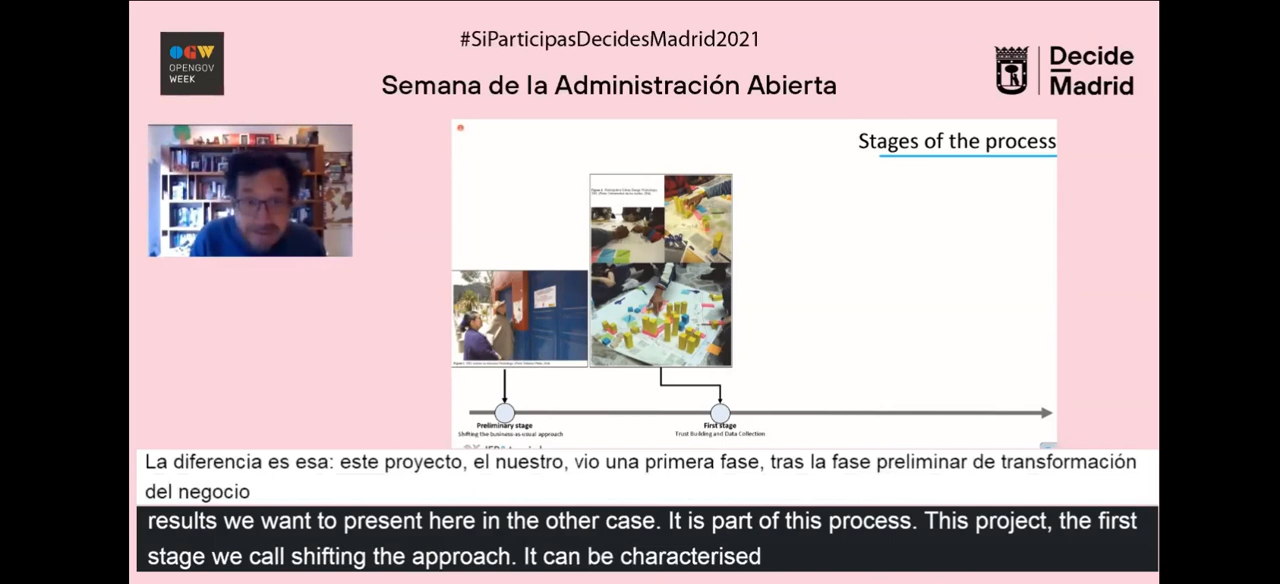 #SiParticipasDecidesMadrid2021
OGW
OPENGOV
WEEK
Semana de la Administración Abierta
Decide
Madrid
Stages of the process
Preliminary stage
Shifting the business-as-usual approach
First stage
Trust Building and Data Collection
La diferencia es esa: este proyecto, el nuestro, vio una primera fase, tras la fase preliminar de transformación
del negocio
results we want to present here in the other case. It is part of this process. This project, the first
stage we call shifting the approach. It can be characterised